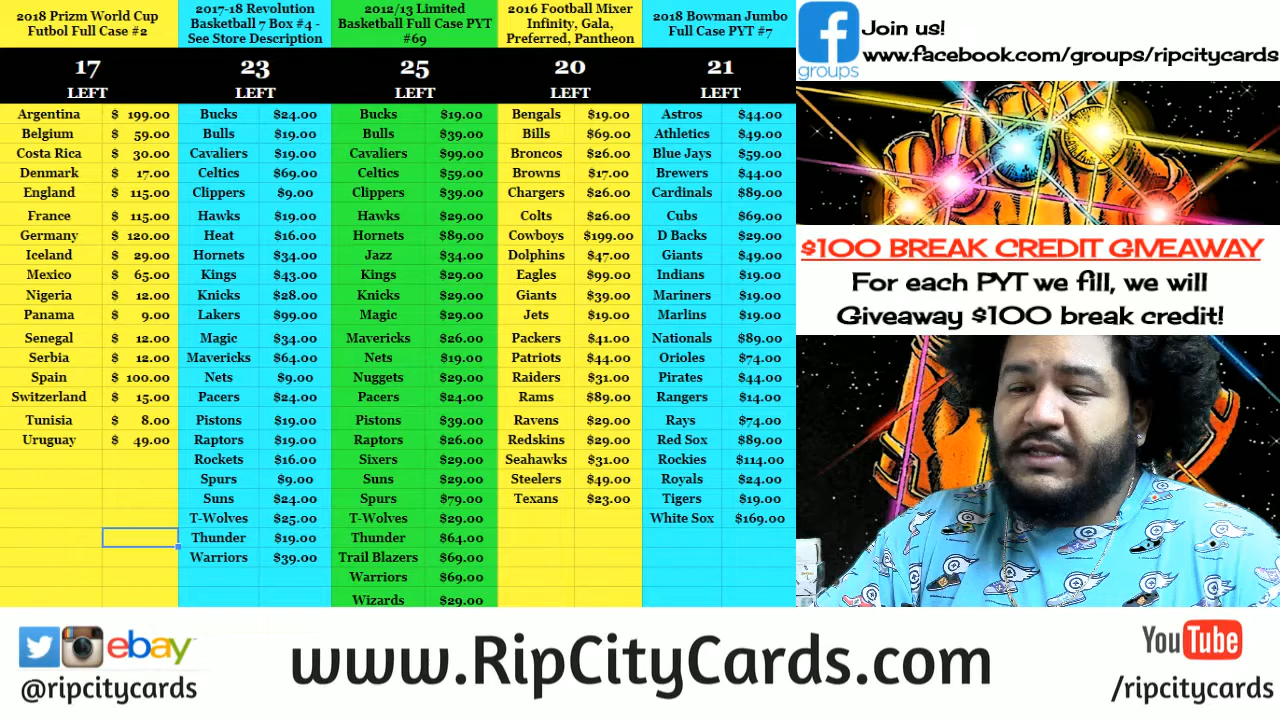 2018 Prizm World Cup
Futbol Full Case #2
17
LEFT
Argentina $ 199.00
Belgium $ 59.00
Costa Rica $ 30.00
Denmark $ 17.00
England $ 115.00
France $ 115.00
Germany $ 120.00
Iceland $ 29.00
Mexico $ 65.00
Nigeria $ 12.00
Panama $ 9.00
Senegal $ 12.00
Serbia $ 12.00
Spain $ 100.00
Switzerland $ 15.00
Tunisia $ 8.00
Uruguay $ 49.00
2017-18 Revolution
Basketball 7 Box #4 -
See Store Description
23
LEFT
Bucks $24.00
Bulls $19.00
Cavaliers $19.00
Celtics $69.00
Clippers $9.00
Hawks $19.00
Heat $16.00
Hornets $34.00
Kings $43.00
Knicks $28.00
Lakers $99.00
Magic $34.00
Mavericks $64.00
Nets $9.00
Pacers $24.00
Pistons $19.00
Raptors $19.00
Rockets $16.00
Spurs $9.00
Suns $24.00
T-Wolves $25.00
Thunder $19.00
Warriors $39.00
2012/13 Limited
Basketball Full Case PYT
#69
25
LEFT
Bucks $19.00
Bulls $39.00
Cavaliers $99.00
Celtics $59.00
Clippers $39.00
Hawks $29.00
Hornets $89.00
Jazz $34.00
Kings $29.00
Knicks $29.00
Magic $29.00
Mavericks $26.00
Nets $19.00
Nuggets $29.00
Pacers $24.00
Pistons $39.00
Raptors $26.00
Sixers $29.00
Suns $29.00
Spurs $79.00
T-Wolves $29.00
Thunder $64.00
Trail Blazers $69.00
Warriors $69.00
Wizards $29.00
2016 Football Mixer
Infinity, Gala,
Preferred, Pantheon
20
LEFT
Bengals $19.00
Bills $69.00
Broncos $26.00
Browns $17.00
Chargers $26.00
Colts $26.00
Cowboys $199.00
Dolphins $47.00
Eagles $99.00
Giants $39.00
Jets $19.00
Packers $41.00
Patriots $44.00
Raiders $31.00
Rams $89.00
Ravens $29.00
Redskins $29.00
Seahawks $31.00
Steelers $49.00
Texans $23.00
2018 Bowman Jumbo
Full Case PYT #7
21
LEFT
Astros $44.00
Athletics $49.00
Blue Jays $59.00
Brewers $44.00
Cardinals $89.00
Cubs $69.00
D Backs $29.00
Giants $49.00
Indians $19.00
Mariners $19.00
Marlins $19.00
Nationals $89.00
Orioles $74.00
Pirates $44.00
Rangers $14.00
Rays $74.00
Red Sox $89.00
Rockies $114.00
Royals $24.00
Tigers $19.00
White Sox $169.00
f
groups
Join us!
www.facebook.com/groups/ripcitycards
$100 BREAK CREDIT GIVEAWAY
For each PYT we fill, we will
Giveaway $100 break credit!
ebay
@ripcitycards
www.RipCityCards.com
YouTube
/ripcitycards